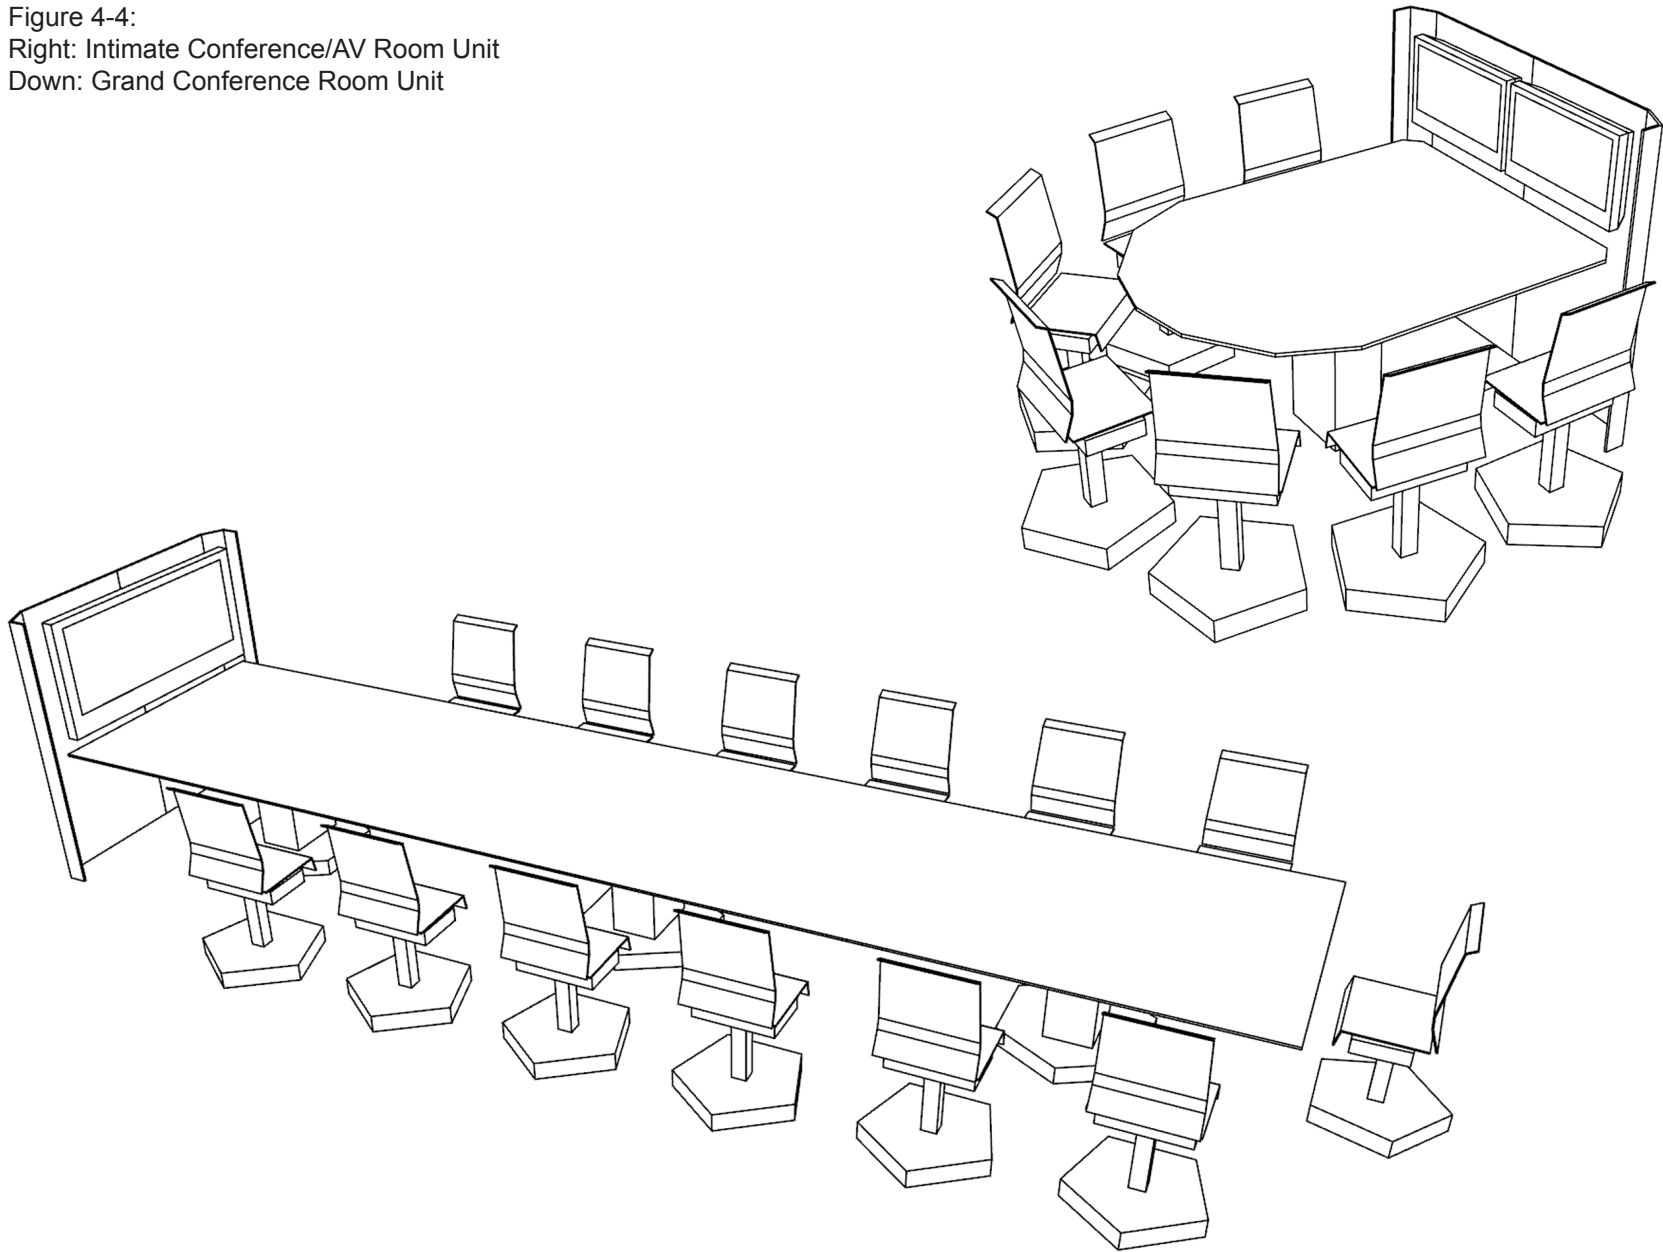 Figure 4-4:
Right: Intimate Conference/AV Room Unit
Down: Grand Conference Room Unit